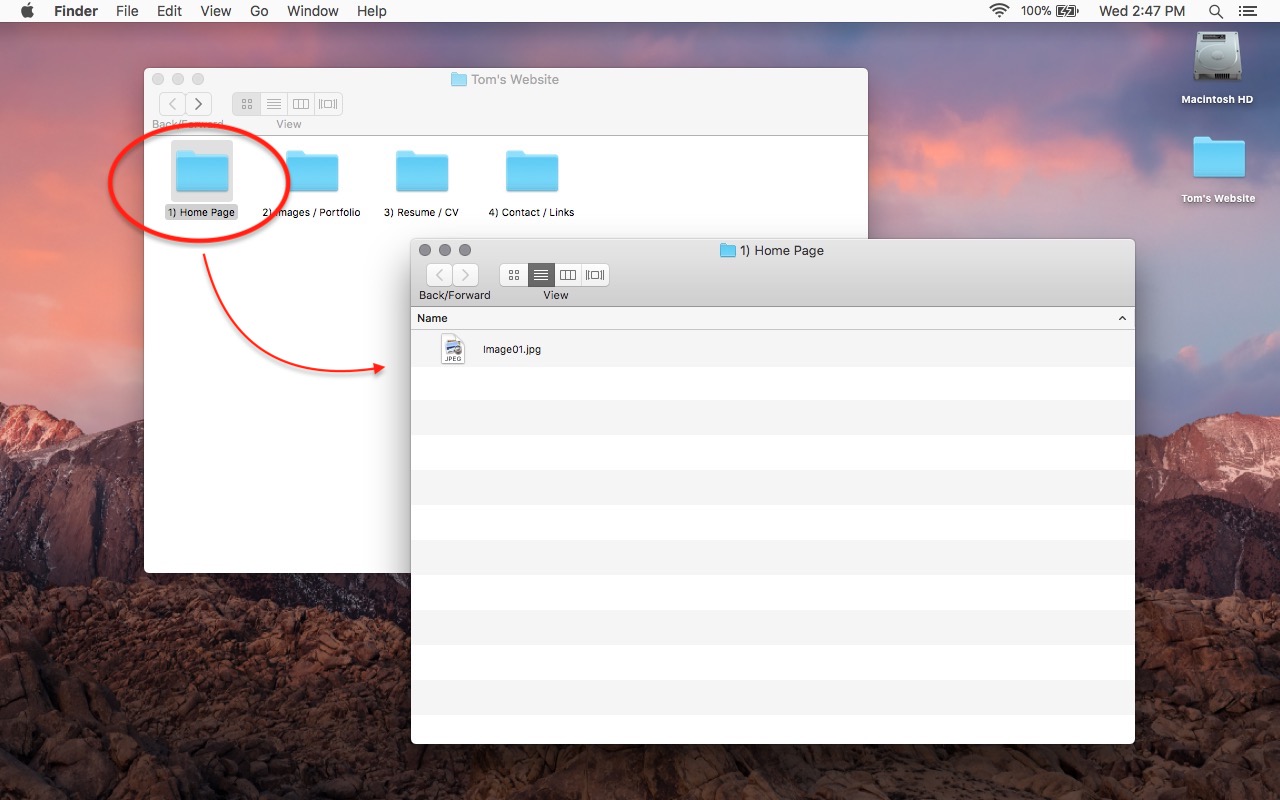 Finder File Edit View Go Window Help 100% Wed 2:47 PM
Macintosh HD
Tom's Website
Tom's Website
Back/Forward View
1) Home Page 2) Images / Portfolio 3) Resume / CV 4) Contact / Links
1) Home Page
Back/Forward View
Name
JPEG
Image01.jpg